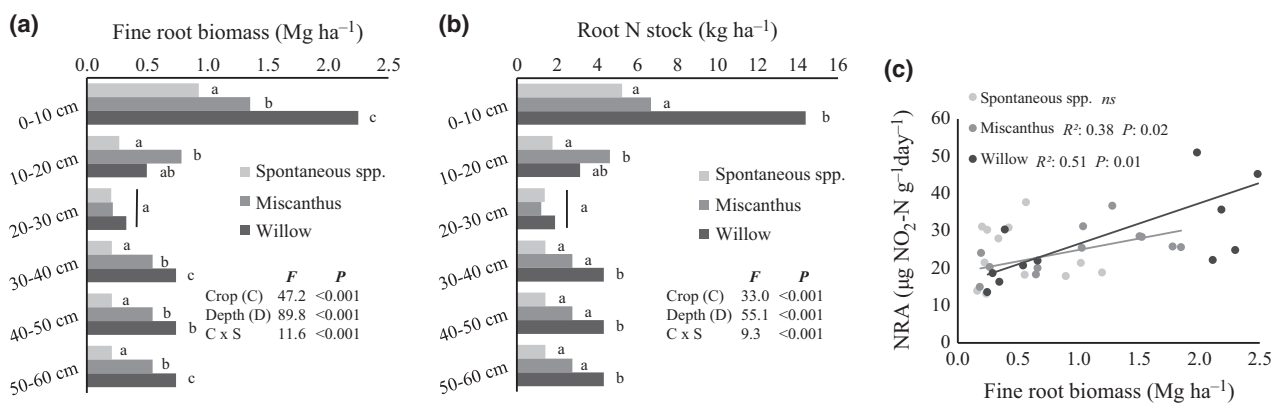 (a)
Fine root biomass (Mg ha⁻¹)
0.0 0.5 1.0 1.5 2.0 2.5
0-10 cm
a
b
c
10-20 cm
a
b
ab
20-30 cm
a
30-40 cm
a
b
c
40-50 cm
a
b
b
50-60 cm
a
b
c
Spontaneous spp.
Miscanthus
Willow
F P
Crop (C) 47.2 <0.001
Depth (D) 89.8 <0.001
C x S 11.6 <0.001
(b)
Root N stock (kg ha⁻¹)
0 2 4 6 8 10 12 14 16
0-10 cm
a
a
b
10-20 cm
a
b
ab
20-30 cm
a
30-40 cm
a
a
b
40-50 cm
a
a
b
50-60 cm
a
a
b
Spontaneous spp.
Miscanthus
Willow
F P
Crop (C) 33.0 <0.001
Depth (D) 55.1 <0.001
C x S 9.3 <0.001
(c)
Spontaneous spp. ns
Miscanthus R²: 0.38 P: 0.02
Willow R²: 0.51 P: 0.01
NRA (µg NO₂-N g⁻¹day⁻¹)
60
50
40
30
20
10
0
0.0 0.5 1.0 1.5 2.0 2.5
Fine root biomass (Mg ha⁻¹)